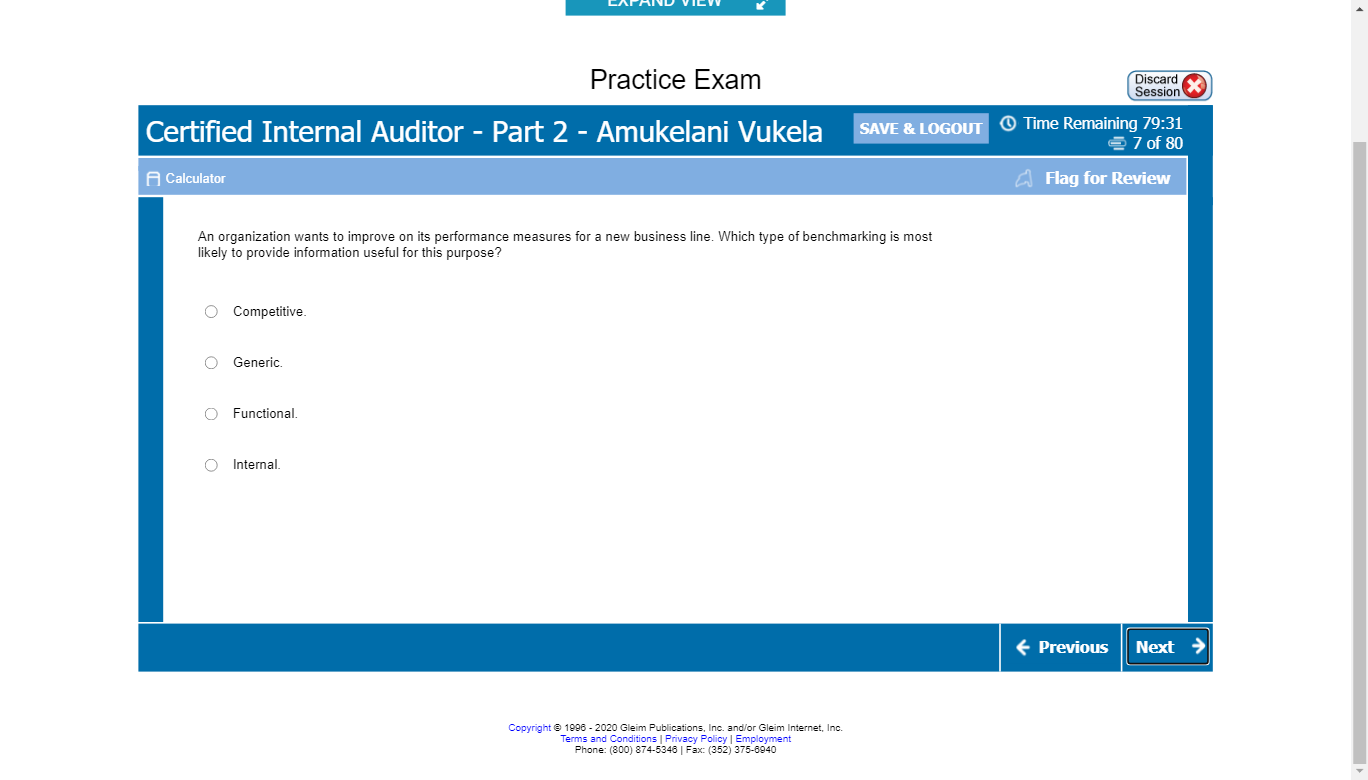 EXPAND VIEW
Practice Exam
Discard
Session
Certified Internal Auditor - Part 2 - Amukelani Vukela
SAVE & LOGOUT
Time Remaining 79:31
7 of 80
Calculator
Flag for Review
An organization wants to improve on its performance measures for a new business line. Which type of benchmarking is most
likely to provide information useful for this purpose?
Competitive.
Generic.
Functional.
Internal.
Previous
Next
Copyright © 1996 - 2020 Gleim Publications, Inc. and/or Gleim Internet, Inc.
Terms and Conditions | Privacy Policy | Employment
Phone: (800) 874-5346 | Fax: (352) 375-6940